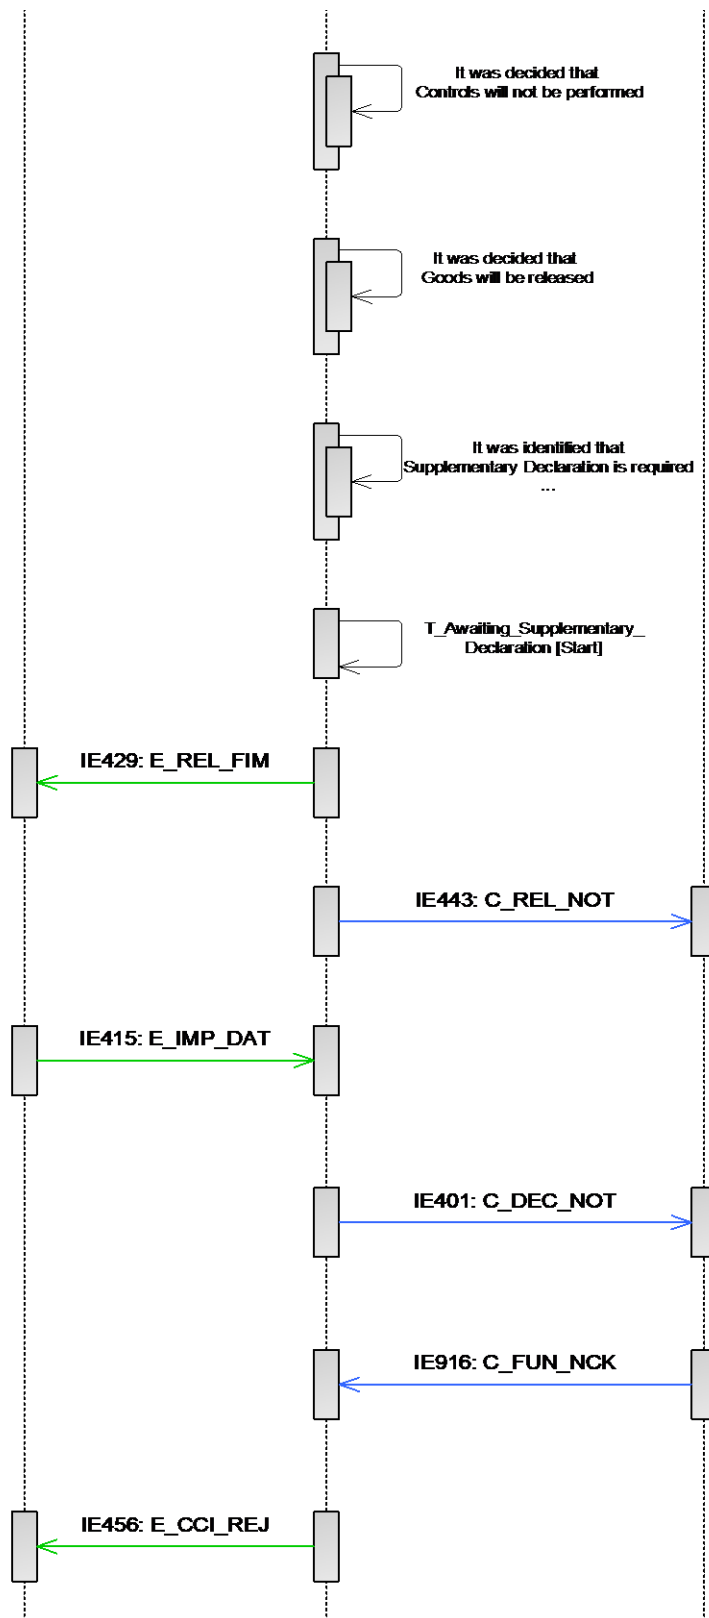 It was decided that
Controls will not be performed
It was decided that
Goods will be released
It was identified that
Supplementary Declaration is required
...
T_Awaiting_Supplementary_
Declaration [Start]
IE429: E_REL_FIM
IE443: C_REL_NOT
IE415: E_IMP_DAT
IE401: C_DEC_NOT
IE916: C_FUN_NCK
IE456: E_CCI_REJ